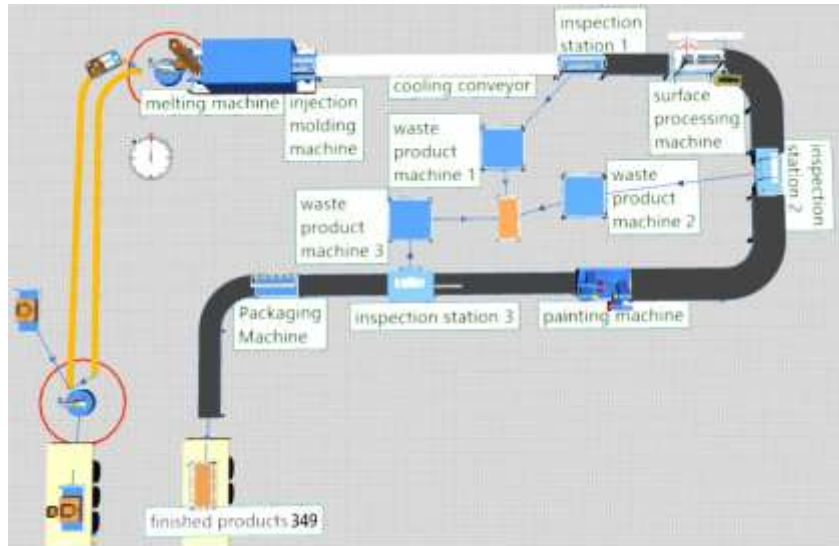 inspection
station 1
melting machine
injection
molding
machine
cooling conveyor
surface
processing
machine
waste
product
machine 1
inspection
station 2
waste
product
machine 2
waste
product
machine 3
Packaging
Machine
inspection station 3
painting machine
finished products 349